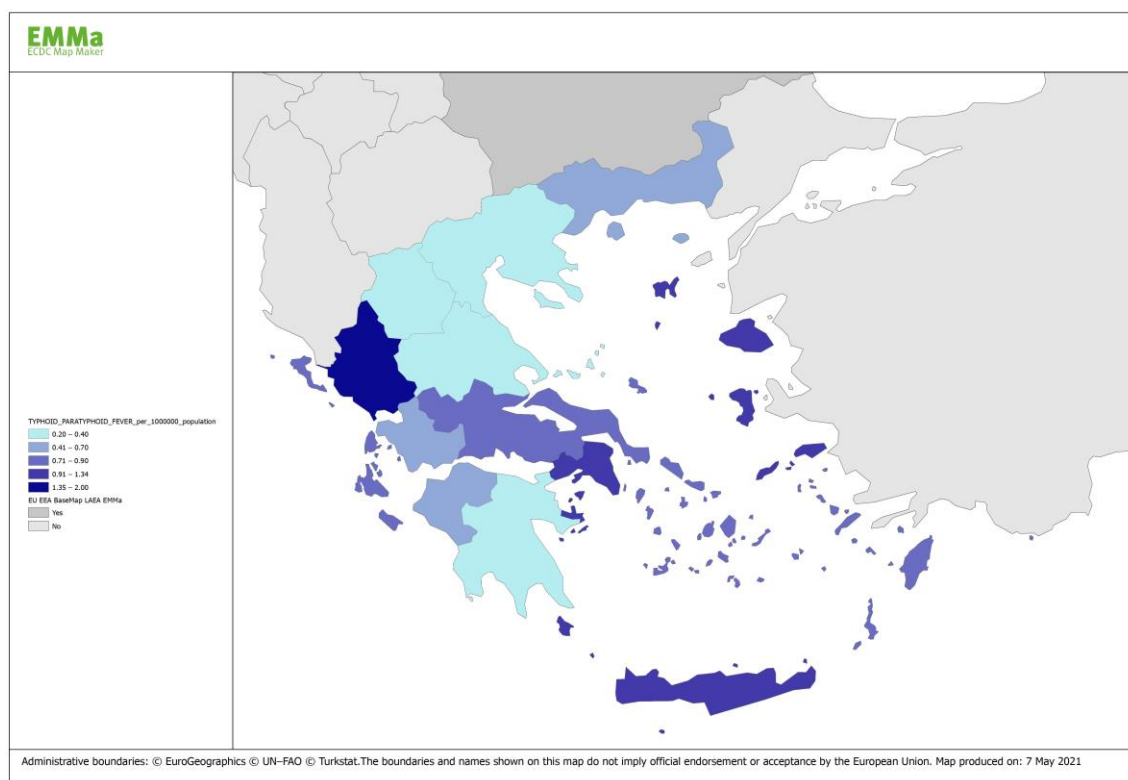 EMMa
ECDC Map Maker
TYPHOID_PARATYPHOID_FEVER_per_1000000_population
0.20 – 0.40
0.41 – 0.70
0.71 – 0.90
0.91 – 1.34
1.35 – 2.00
EU EEA BaseMap LAEA EMMa
Yes
No
Administrative boundaries: © EuroGeographics © UN–FAO © Turkstat.The boundaries and names shown on this map do not imply official endorsement or acceptance by the European Union. Map produced on: 7 May 2021